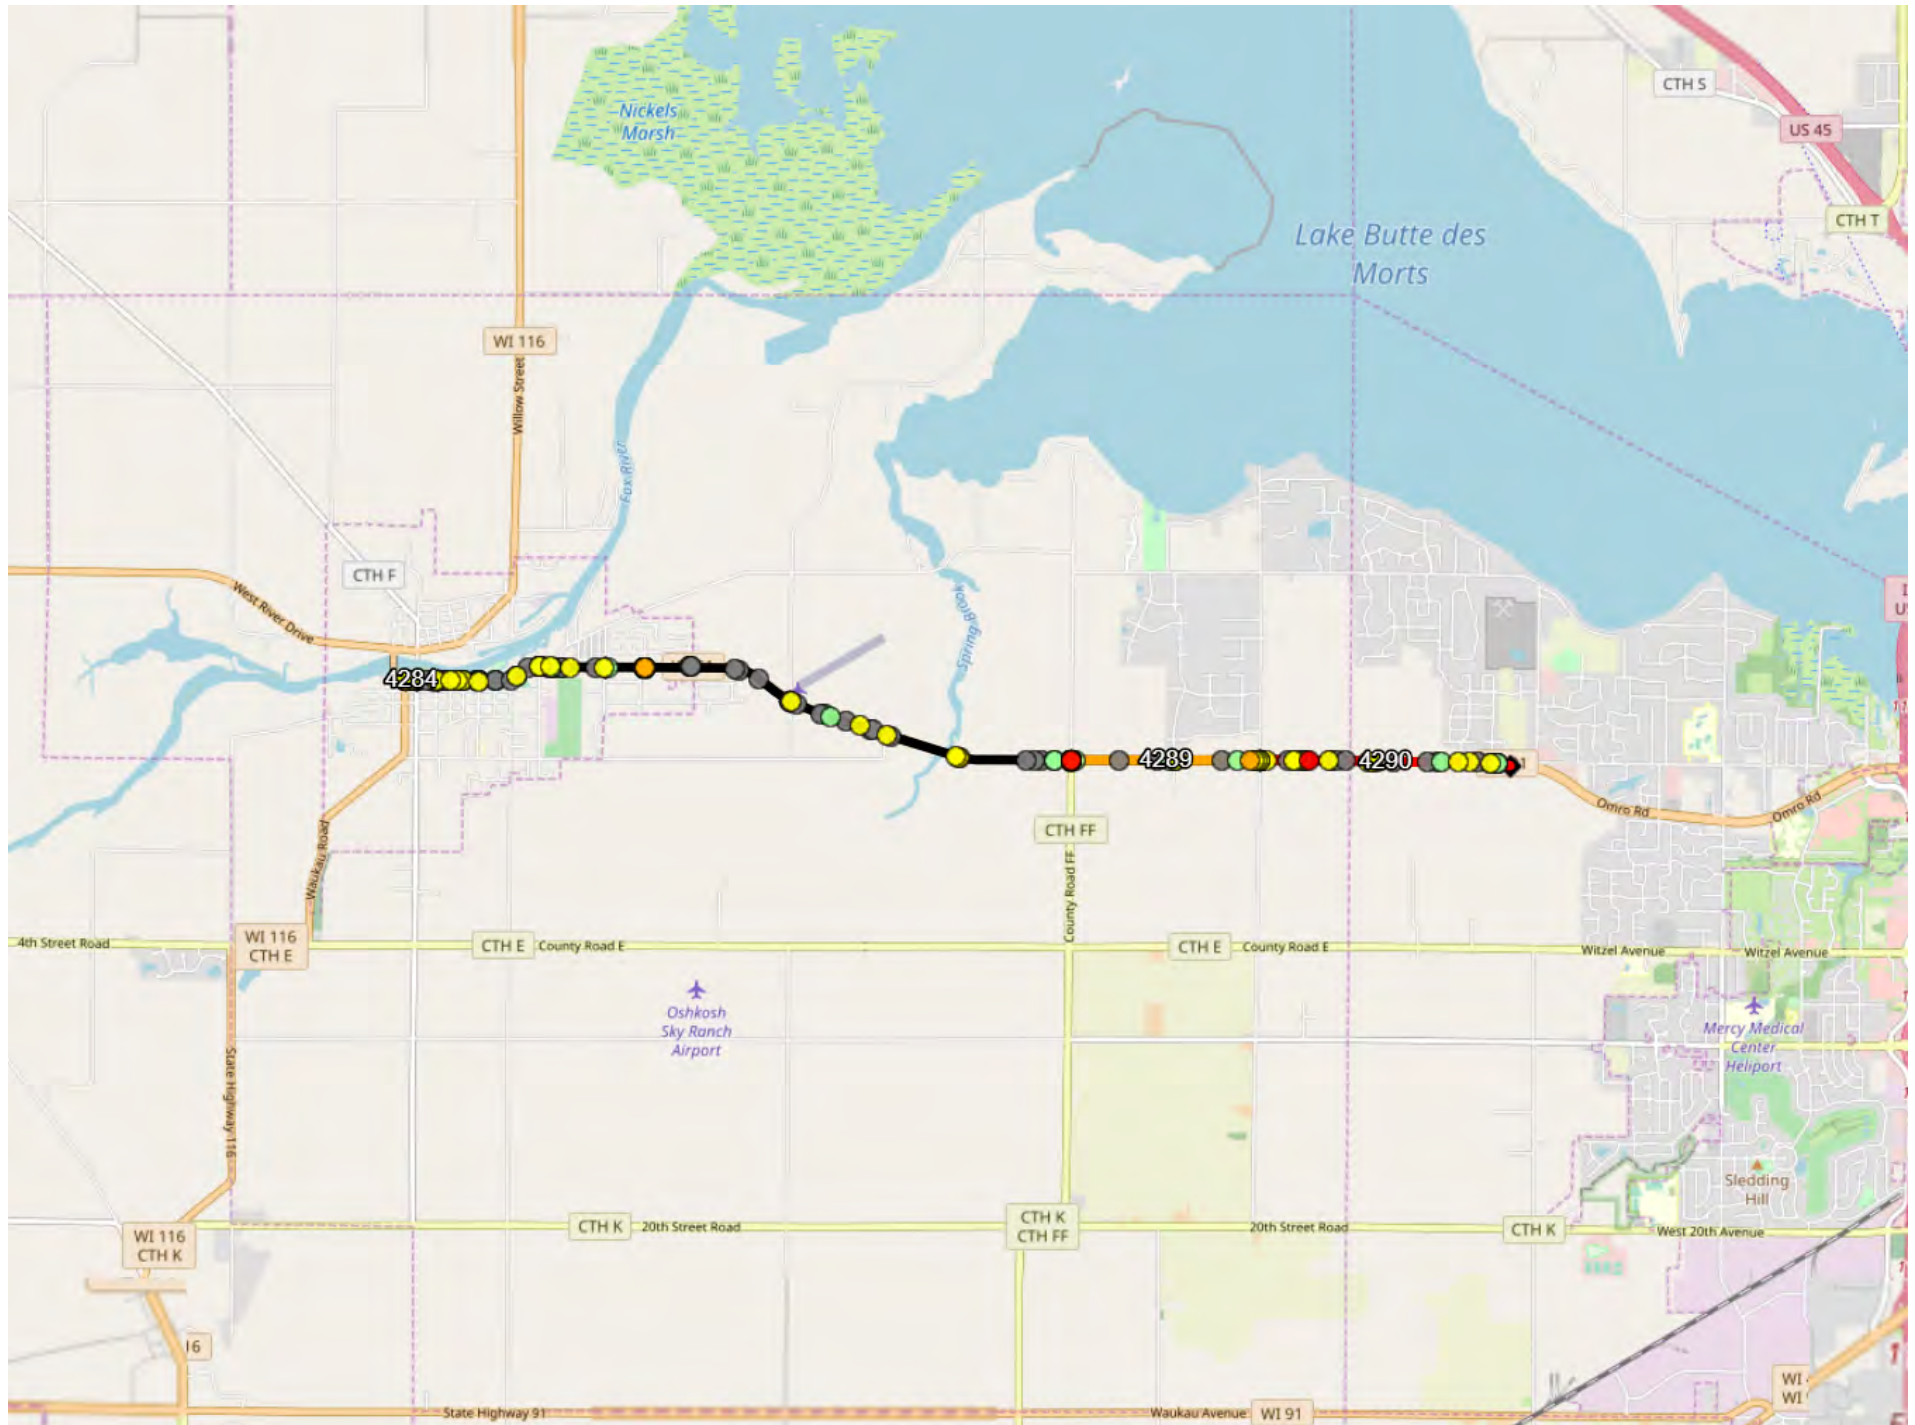 CTH S
US 45
Nickels
Marsh
CTH T
Lake Butte des
Morts
WI 116
Willow Street
Fox River
CTH F
West River Drive
Spring Brook
4284
4289
4290
Omro Rd
Omro Rd
CTH FF
Waukau Road
County Road FF
4th Street Road
WI 116
CTH E
CTH E
County Road E
CTH E
County Road E
Witzel Avenue
Witzel Avenue
Oshkosh
Sky Ranch
Airport
Mercy Medical
Center
Heliport
State Highway 116
Sledding
Hill
WI 116
CTH K
CTH K
20th Street Road
CTH K
CTH FF
20th Street Road
CTH K
West 20th Avenue
16
WI
WI
State Highway 91
Waukau Avenue
WI 91